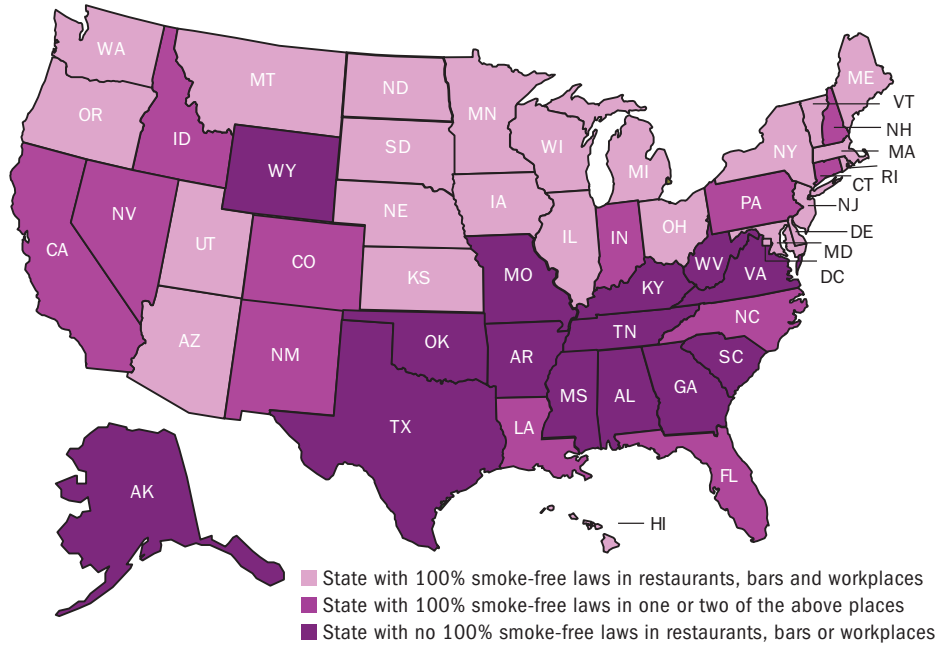 WA
MT
ND
MN
ME
VT
OR
ID
SD
WI
NH
NY
MA
WY
MI
RI
CT
NV
NE
IA
PA
NJ
CA
UT
CO
IL
IN
OH
DE
MD
KS
MO
WV
VA
DC
KY
AZ
NM
OK
TN
NC
AR
SC
TX
MS
AL
GA
LA
FL
AK
HI
State with 100% smoke-free laws in restaurants, bars and workplaces
State with 100% smoke-free laws in one or two of the above places
State with no 100% smoke-free laws in restaurants, bars or workplaces